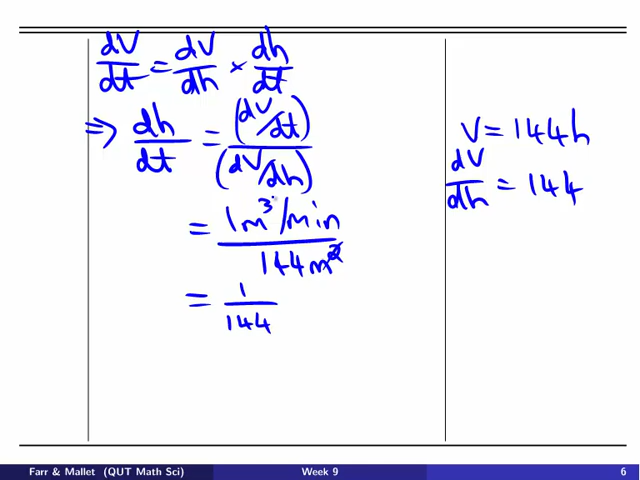 dV/dt = dV/dh × dh/dt
⇒ dh/dt = (dV/dt)/(dV/dh)
= 1m³/min / 144m²
= 1/144
V = 144h
dV/dh = 144
Farr & Mallet (QUT Math Sci) Week 9 6